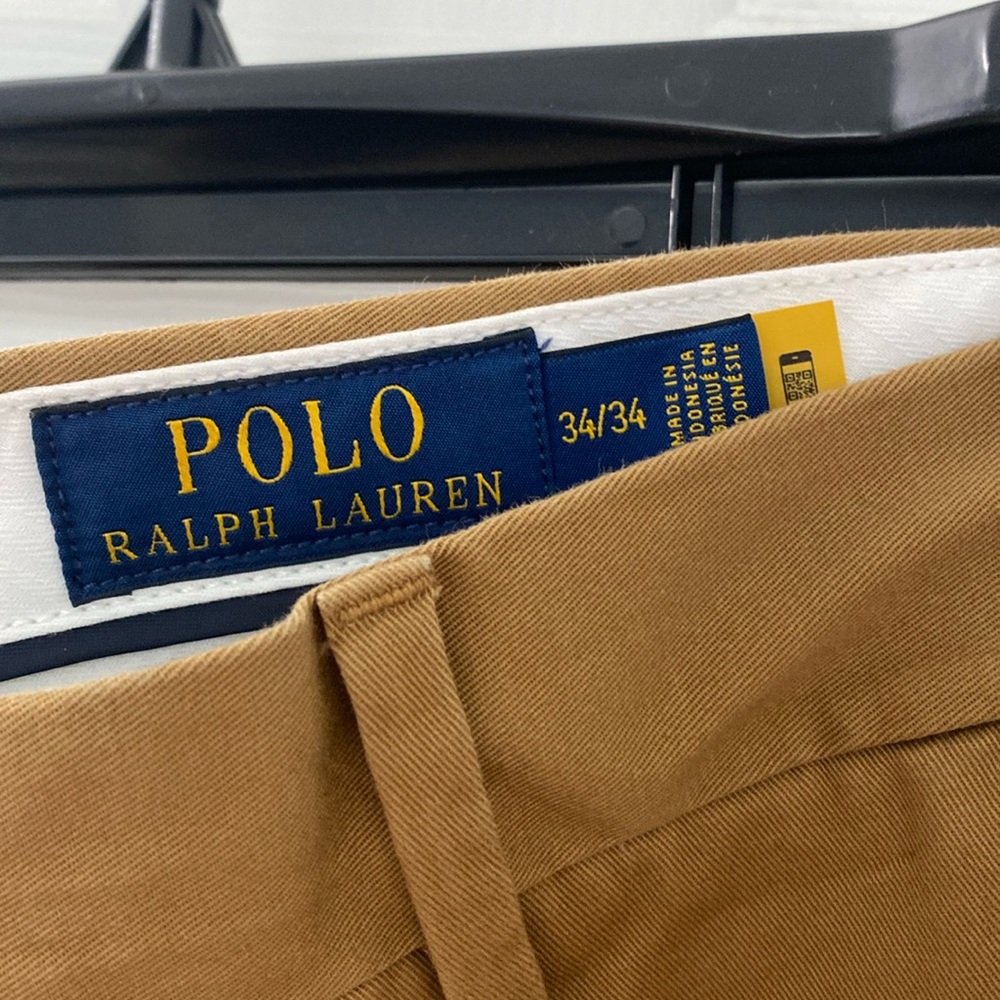 POLO
RALPH LAUREN
34/34
MADE IN